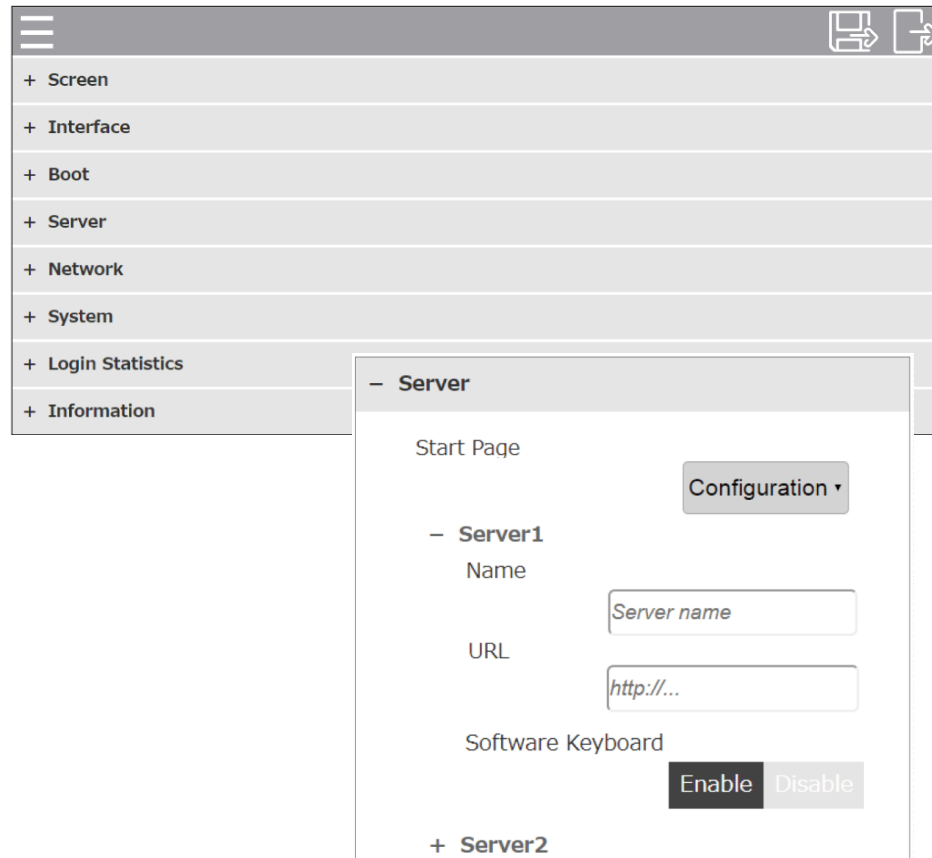 + Screen
+ Interface
+ Boot
+ Server
+ Network
+ System
+ Login Statistics
+ Information
− Server
Start Page
Configuration ▾
− Server1
Name
Server name
URL
http://...
Software Keyboard
Enable Disable
+ Server2